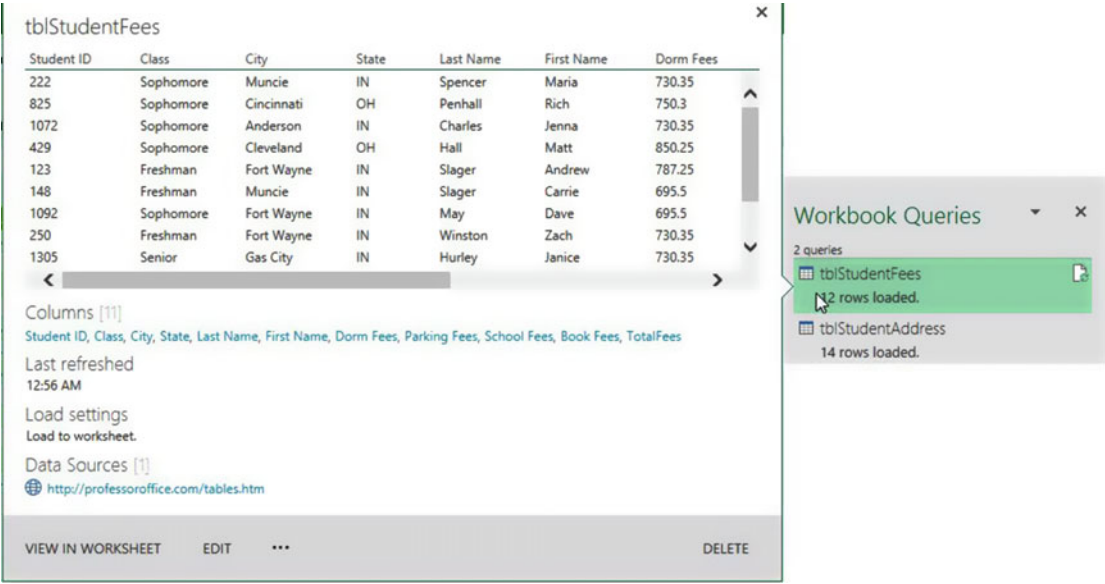 tblStudentFees
Student ID Class City State Last Name First Name Dorm Fees
222 Sophomore Muncie IN Spencer Maria 730.35
825 Sophomore Cincinnati OH Penhall Rich 750.3
1072 Sophomore Anderson IN Charles Jenna 730.35
429 Sophomore Cleveland OH Hall Matt 850.25
123 Freshman Fort Wayne IN Slager Andrew 787.25
148 Freshman Muncie IN Slager Carrie 695.5
1092 Sophomore Fort Wayne IN May Dave 695.5
250 Freshman Fort Wayne IN Winston Zach 730.35
1305 Senior Gas City IN Hurley Janice 730.35
Columns [11]
Student ID, Class, City, State, Last Name, First Name, Dorm Fees, Parking Fees, School Fees, Book Fees, TotalFees
Last refreshed
12:56 AM
Load settings
Load to worksheet.
Data Sources [1]
http://professoroffice.com/tables.htm
VIEW IN WORKSHEET EDIT ••• DELETE
Workbook Queries
2 queries
tblStudentFees
12 rows loaded.
tblStudentAddress
14 rows loaded.